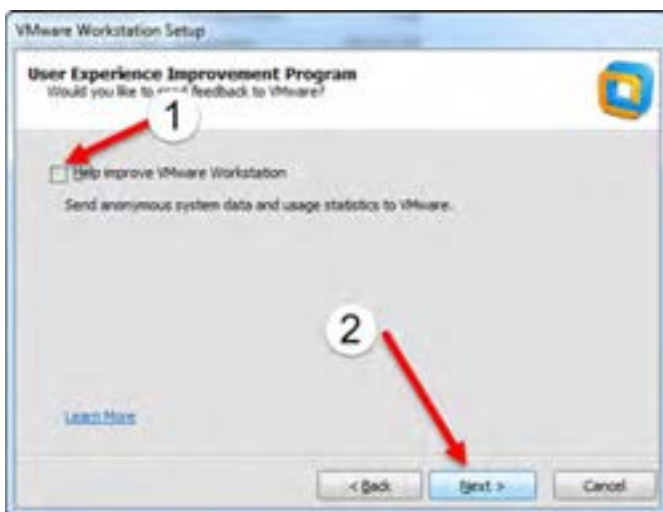 VMware Workstation Setup
User Experience Improvement Program
Would you like to send feedback to VMware?
1
Help improve VMware Workstation
Send anonymous system data and usage statistics to VMware.
2
Learn More
< Back Next > Cancel